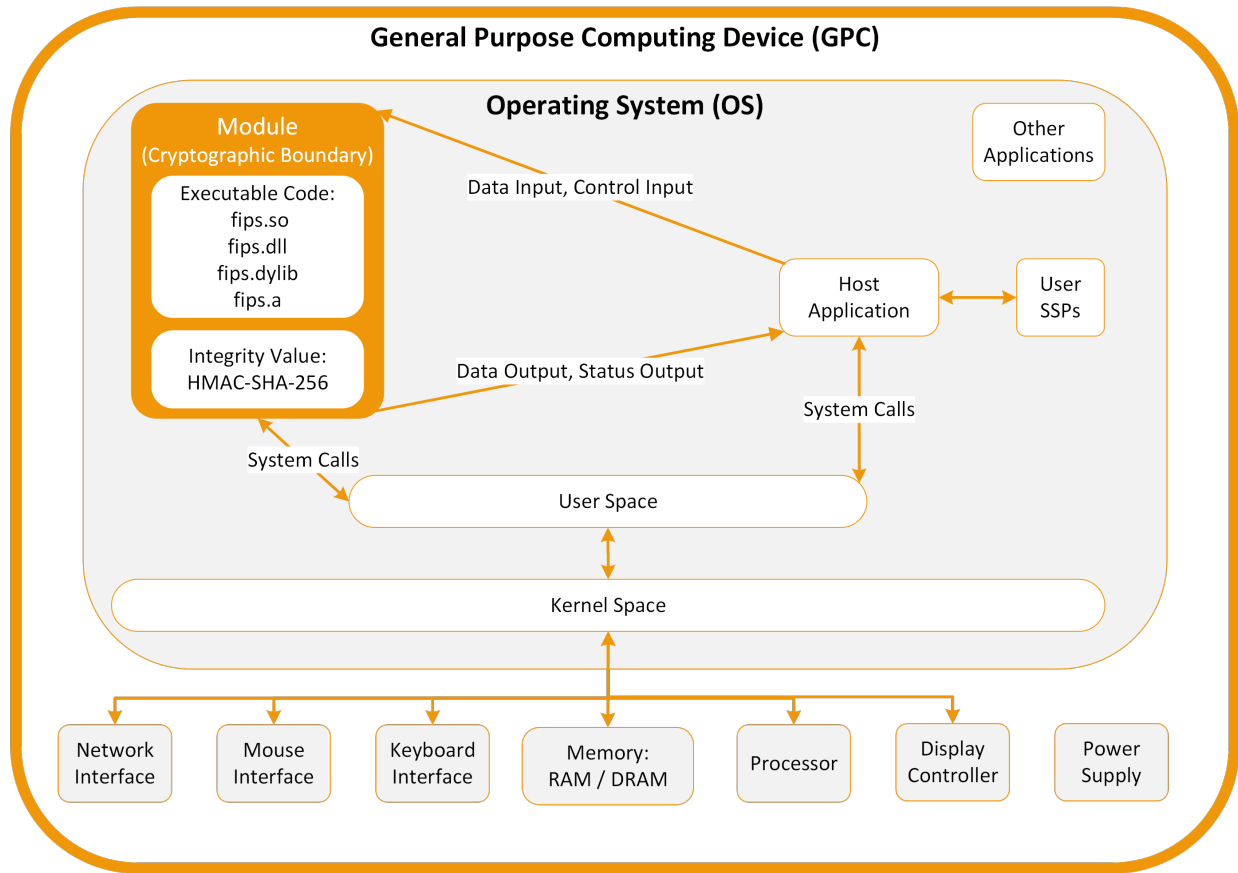 General Purpose Computing Device (GPC)
Operating System (OS)
Module
(Cryptographic Boundary)
Executable Code:
fips.so
fips.dll
fips.dylib
fips.a
Integrity Value:
HMAC-SHA-256
Other
Applications
Data Input, Control Input
Host
Application
User
SSPs
Data Output, Status Output
System Calls
System Calls
User Space
Kernel Space
Network
Interface
Mouse
Interface
Keyboard
Interface
Memory:
RAM / DRAM
Processor
Display
Controller
Power
Supply